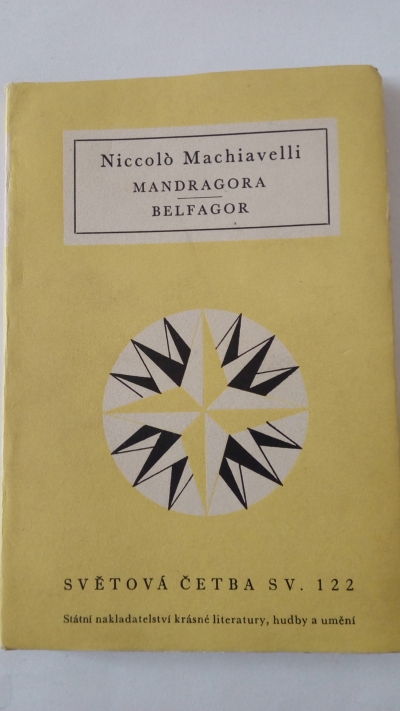 Niccolò Machiavelli
MANDRAGORA
BELFAGOR
SVĚTOVÁ ČETBA SV. 122
Státní nakladatelství krásné literatury, hudby a umění